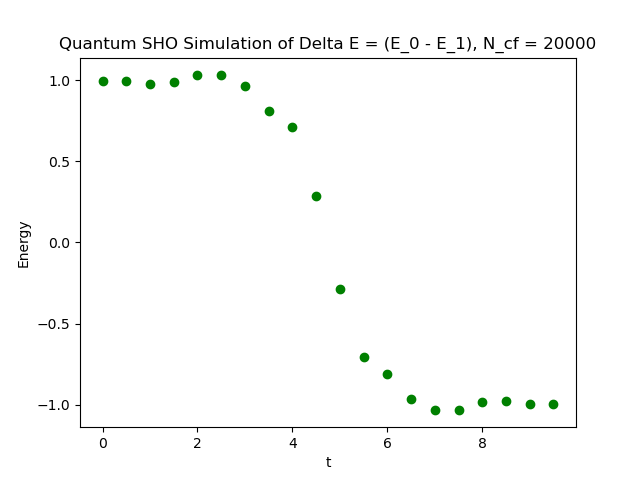 Quantum SHO Simulation of Delta E = (E_0 - E_1), N_cf = 20000
1.0
0.5
0.0
−0.5
−1.0
Energy
0 2 4 6 8
t